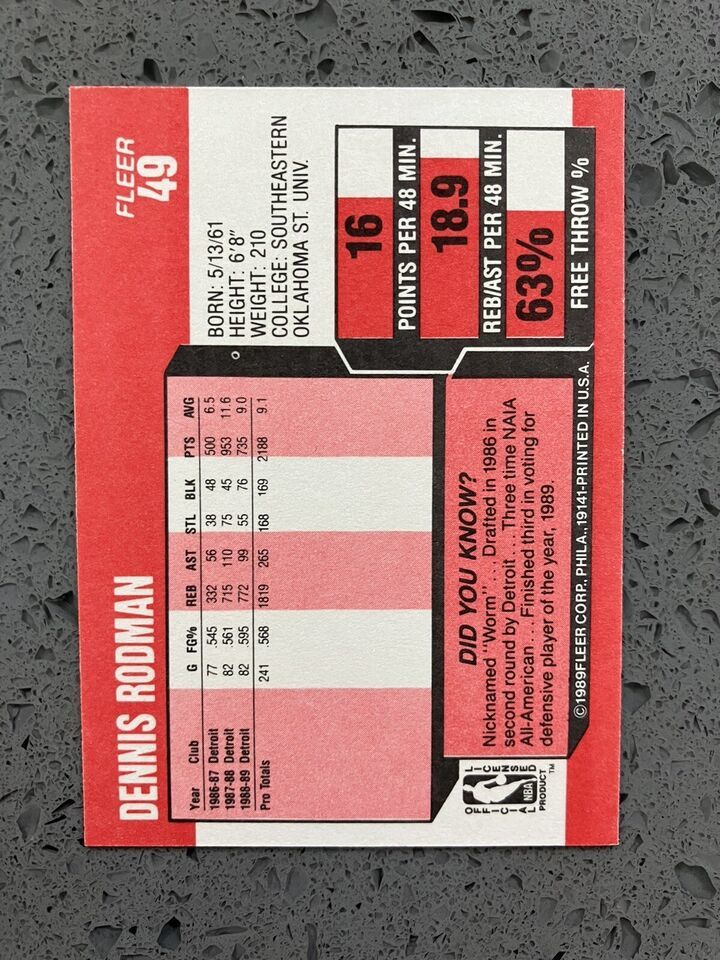 FLEER
49
DENNIS RODMAN
BORN: 5/13/61
HEIGHT: 6'8"
WEIGHT: 210
COLLEGE: SOUTHEASTERN
OKLAHOMA ST. UNIV.
Year Club G FG% REB AST STL BLK PTS AVG
1986-87 Detroit 77 .545 332 56 38 48 500 6.5
1987-88 Detroit 82 .561 715 110 75 45 953 11.6
1988-89 Detroit 82 .595 772 99 55 76 735 9.0
Pro Totals 241 .568 1819 265 168 169 2188 9.1
16
POINTS PER 48 MIN.
18.9
REB/AST PER 48 MIN.
63%
FREE THROW %
DID YOU KNOW?
Nicknamed "Worm" . . . Drafted in 1986 in
second round by Detroit . . . Three time NAIA
All-American . . . Finished third in voting for
defensive player of the year, 1989.
OFFICIAL LICENSED
NBA
PRODUCT™
©1989FLEER CORP. PHILA., 19141-PRINTED IN U.S.A.